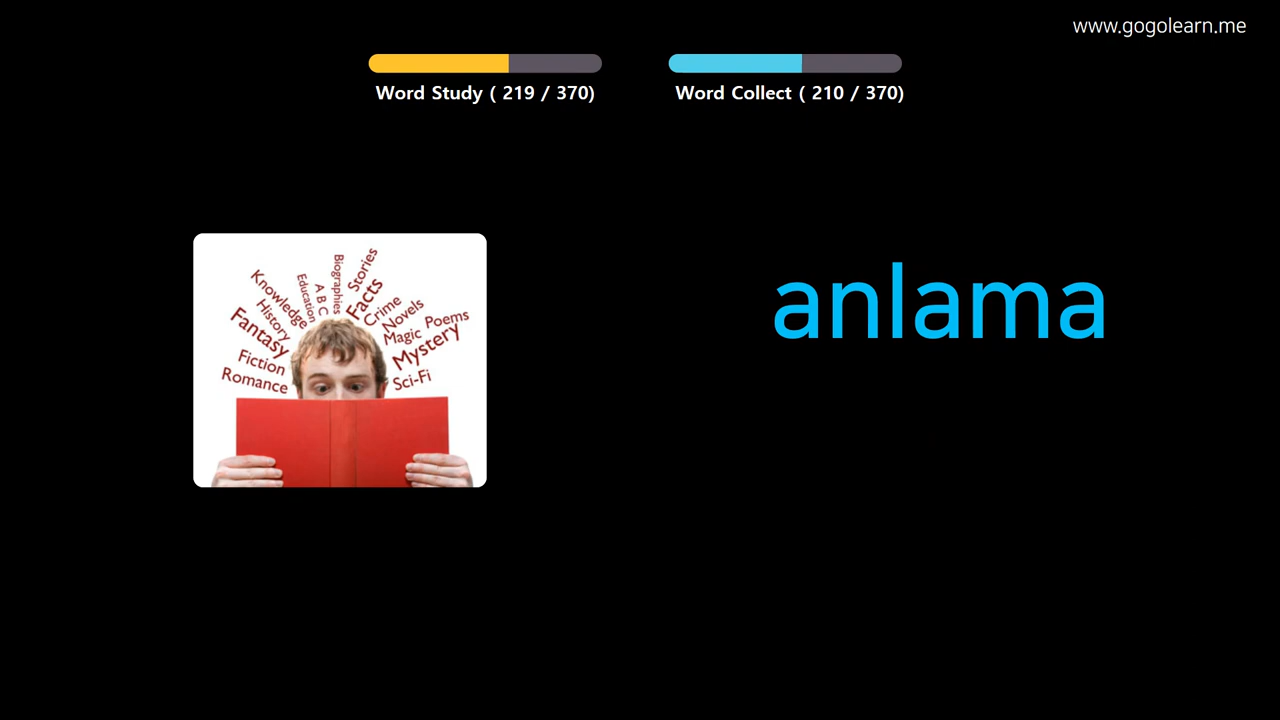 www.gogolearn.me
Word Study ( 219 / 370)
Word Collect ( 210 / 370)
anlama
Romance
Fiction
Fantasy
History
Knowledge
Education
A B C
Biographies
Stories
Facts
Crime
Novels
Magic
Poems
Mystery
Sci-Fi